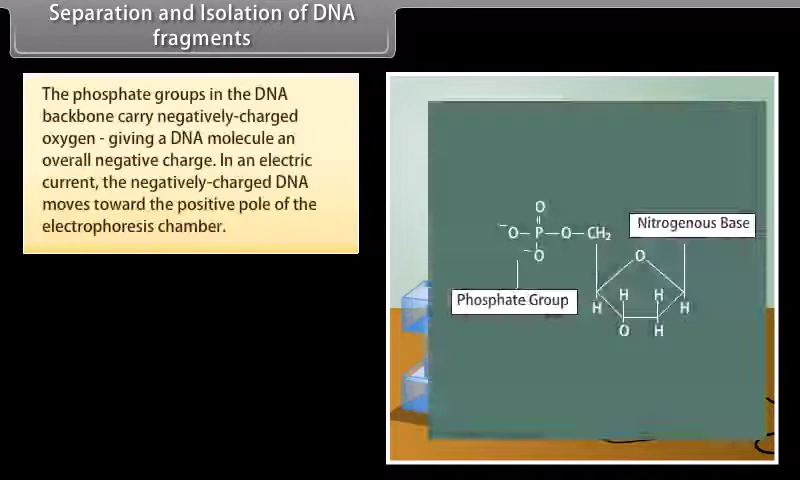 Separation and Isolation of DNA
fragments
The phosphate groups in the DNA
backbone carry negatively-charged
oxygen - giving a DNA molecule an
overall negative charge. In an electric
current, the negatively-charged DNA
moves toward the positive pole of the
electrophoresis chamber.
O
Nitrogenous Base
⁻O–P–O–CH₂
⁻O
O
Phosphate Group
H H
H H
O H